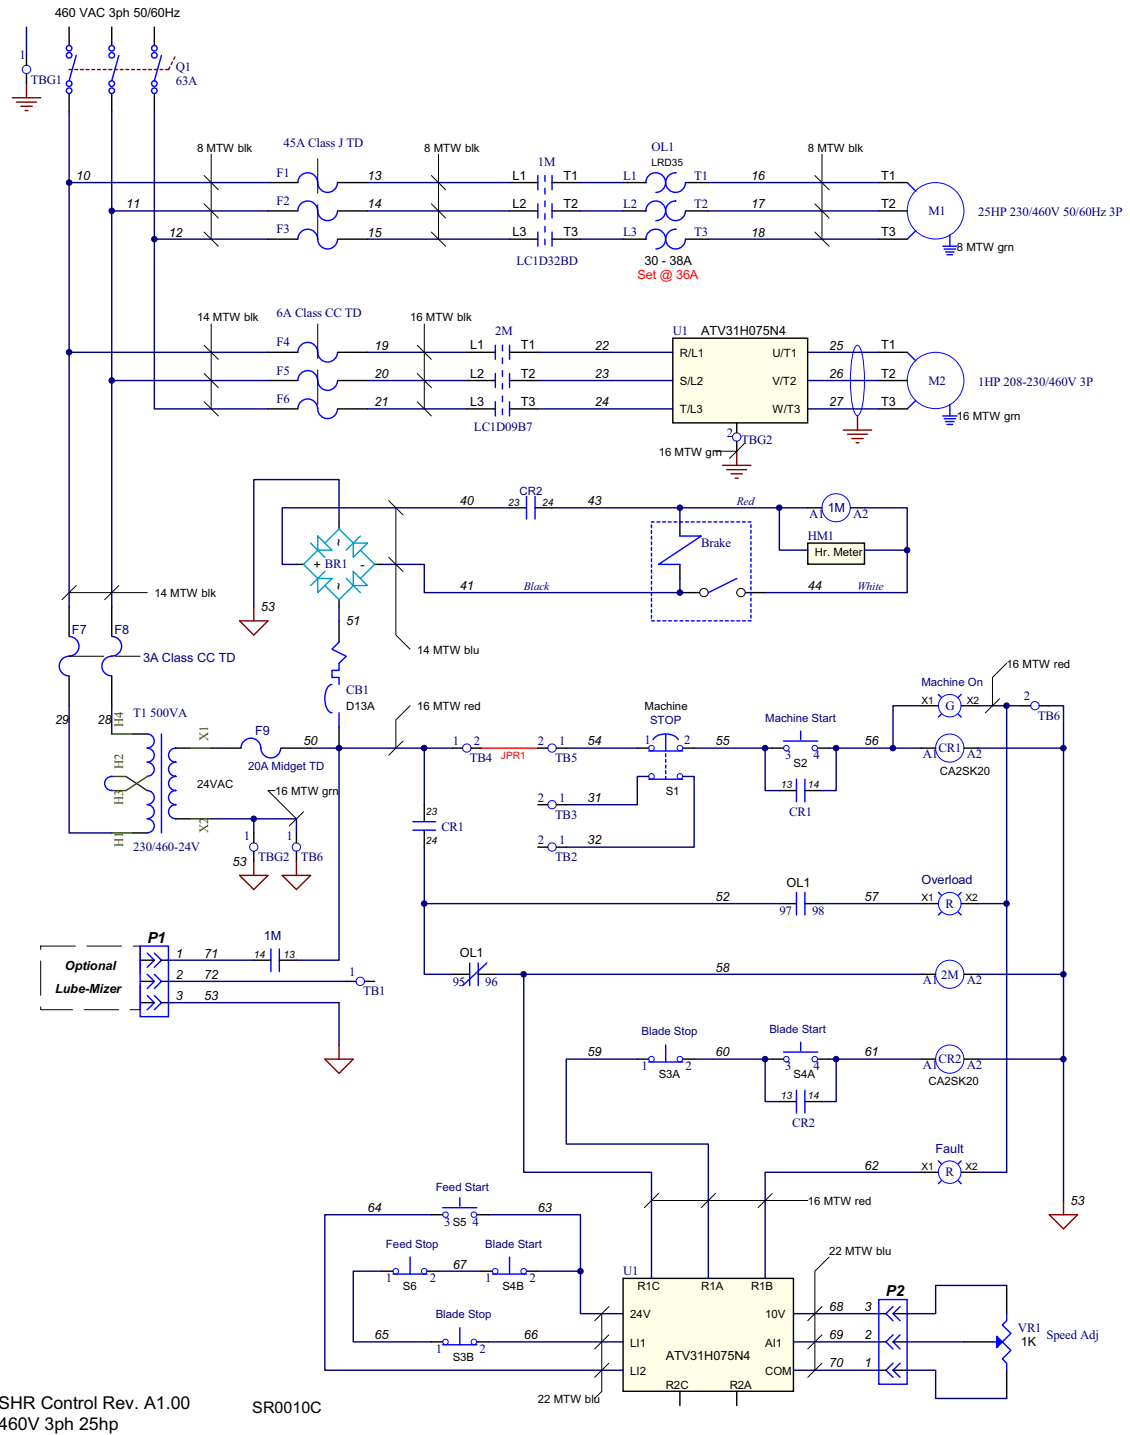 460 VAC 3ph 50/60Hz
1
TBG1
Q1
63A
8 MTW blk
45A Class J TD
8 MTW blk
OL1
LRD35
8 MTW blk
1M
10
F1
13
L1
T1
L1
T1
16
T1
11
F2
14
L2
T2
L2
T2
17
T2
M1
25HP 230/460V 50/60Hz 3P
12
F3
15
L3
T3
L3
T3
18
T3
8 MTW grn
LC1D32BD
30 - 38A
Set @ 36A
14 MTW blk
6A Class CC TD
16 MTW blk
2M
U1
ATV31H075N4
F4
19
L1
T1
22
R/L1
U/T1
25
T1
F5
20
L2
T2
23
S/L2
V/T2
26
T2
M2
1HP 208-230/460V 3P
F6
21
L3
T3
24
T/L3
W/T3
27
T3
16 MTW grn
LC1D09B7
2
TBG2
16 MTW grn
CR2
40
23
24
43
Red
A1
1M
A2
HM1
Hr. Meter
Brake
~
+
BR1
-
~
41
Black
44
White
14 MTW blk
53
51
14 MTW blu
F7
F8
3A Class CC TD
CB1
D13A
16 MTW red
16 MTW red
Machine On
X1
G
X2
2
TB6
29
28
T1 500VA
H4
H2
H3
H1
X1
X2
F9
50
20A Midget TD
24VAC
16 MTW grn
230/460-24V
1
TBG2
1
TB6
53
1
2
TB4
JPR1
2
1
TB5
54
Machine
STOP
1
2
S1
55
Machine Start
3
4
S2
56
A1
CR1
A2
CA2SK20
13
14
CR1
2
1
TB3
31
2
1
TB2
32
23
CR1
24
52
OL1
97
98
57
Overload
X1
R
X2
P1
Optional
Lube-Mizer
1
71
14
1M
13
2
72
1
TB1
3
53
OL1
95
96
58
A1
2M
A2
59
Blade Stop
1
2
S3A
60
Blade Start
3
4
S4A
61
A1
CR2
A2
CA2SK20
13
14
CR2
Fault
62
X1
R
X2
16 MTW red
53
Feed Start
64
3
S5
4
63
Feed Stop
1
2
S6
67
Blade Start
1
2
S4B
Blade Stop
65
1
2
S3B
66
22 MTW blu
U1
R1C
R1A
R1B
24V
LI1
LI2
10V
AI1
COM
ATV31H075N4
R2C
R2A
22 MTW blu
P2
68
3
69
2
70
1
VR1
1K
Speed Adj
SHR Control Rev. A1.00
460V 3ph 25hp
SR0010C